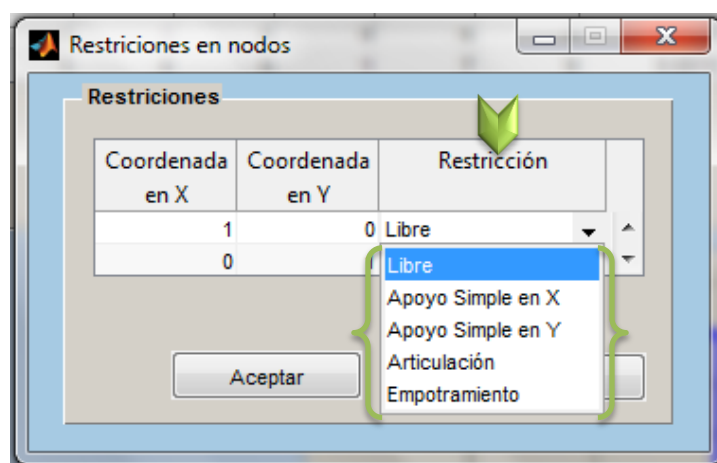 Restriciones en nodos
Restriciones
Coordenada en X
Coordenada en Y
Restricción
1 0 Libre
0
Libre
Apoyo Simple en X
Apoyo Simple en Y
Articulación
Empotramiento
Aceptar